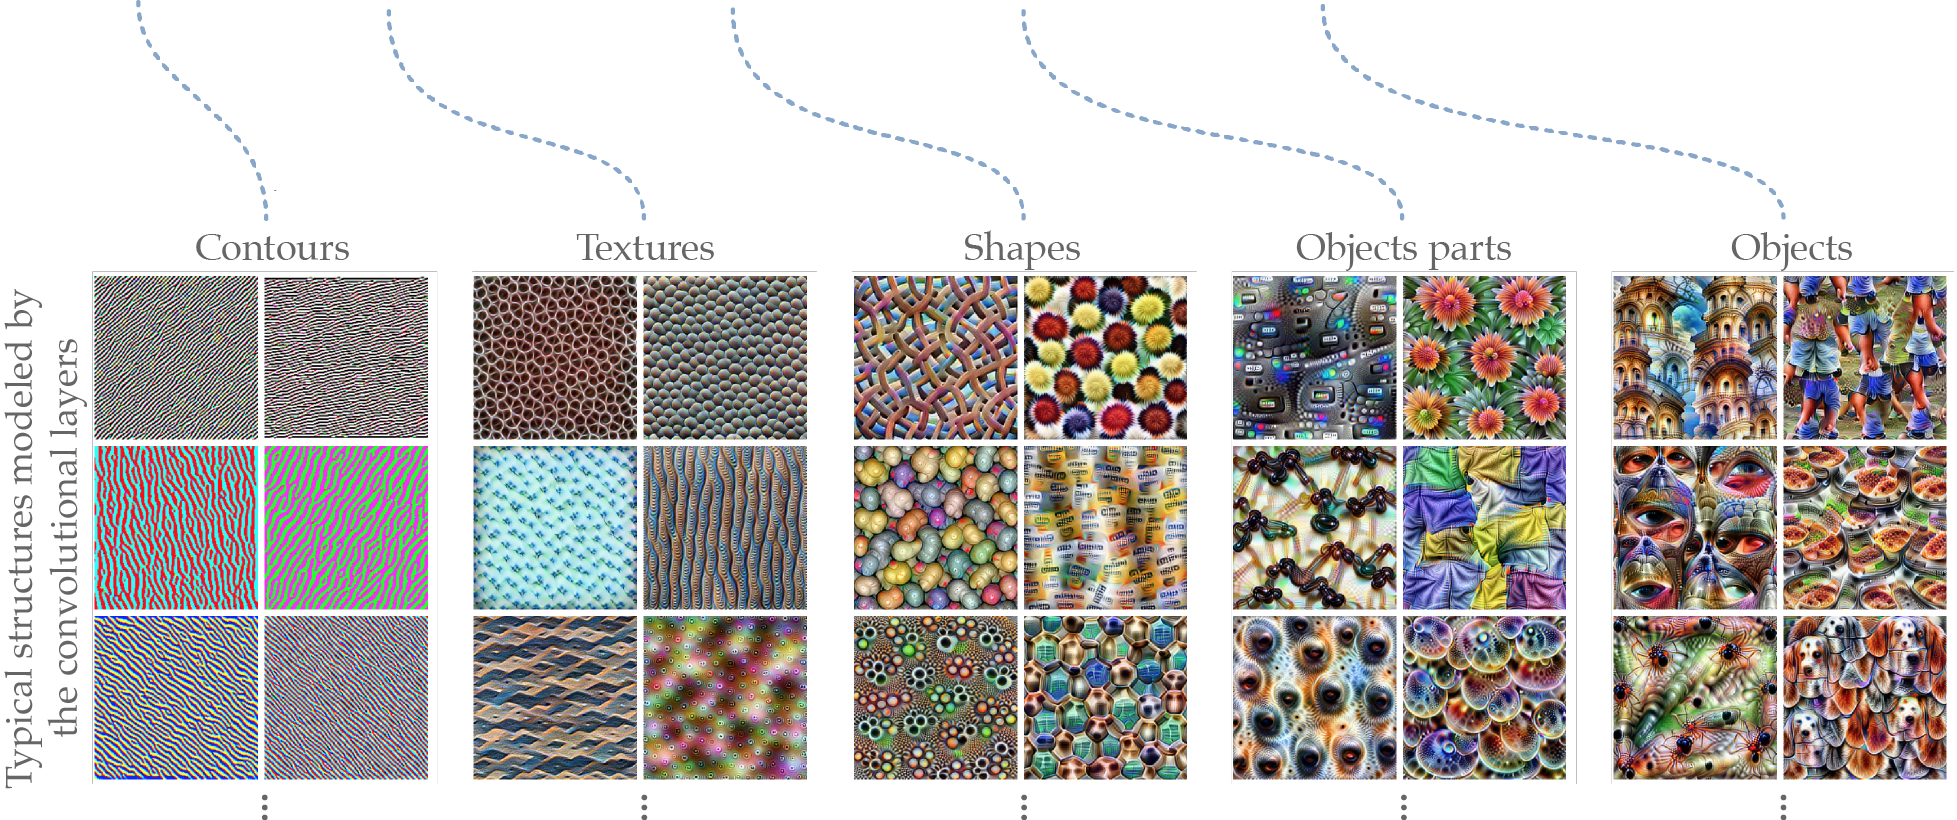 Contours
Textures
Shapes
Objects parts
Objects
Typical structures modeled by
the convolutional layers